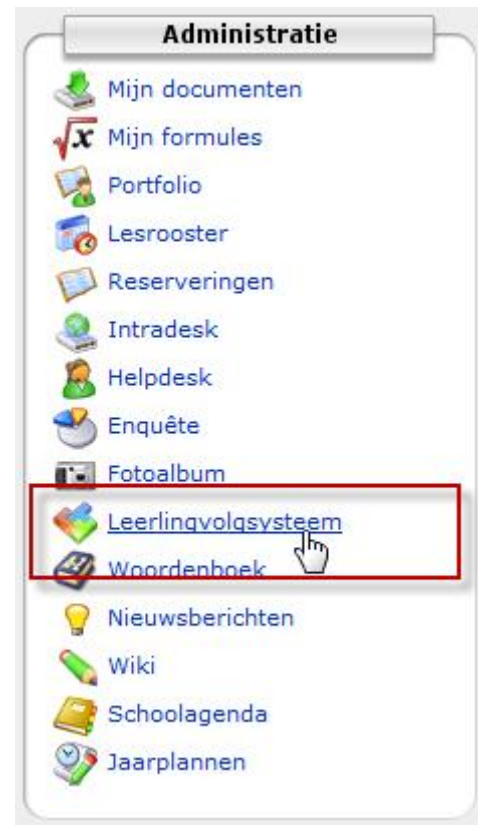 Administratie
Mijn documenten
Mijn formules
Portfolio
Lesrooster
Reserveringen
Intradesk
Helpdesk
Enquête
Fotoalbum
Leerlingvolgsysteem
Woordenboek
Nieuwsberichten
Wiki
Schoolagenda
Jaarplannen